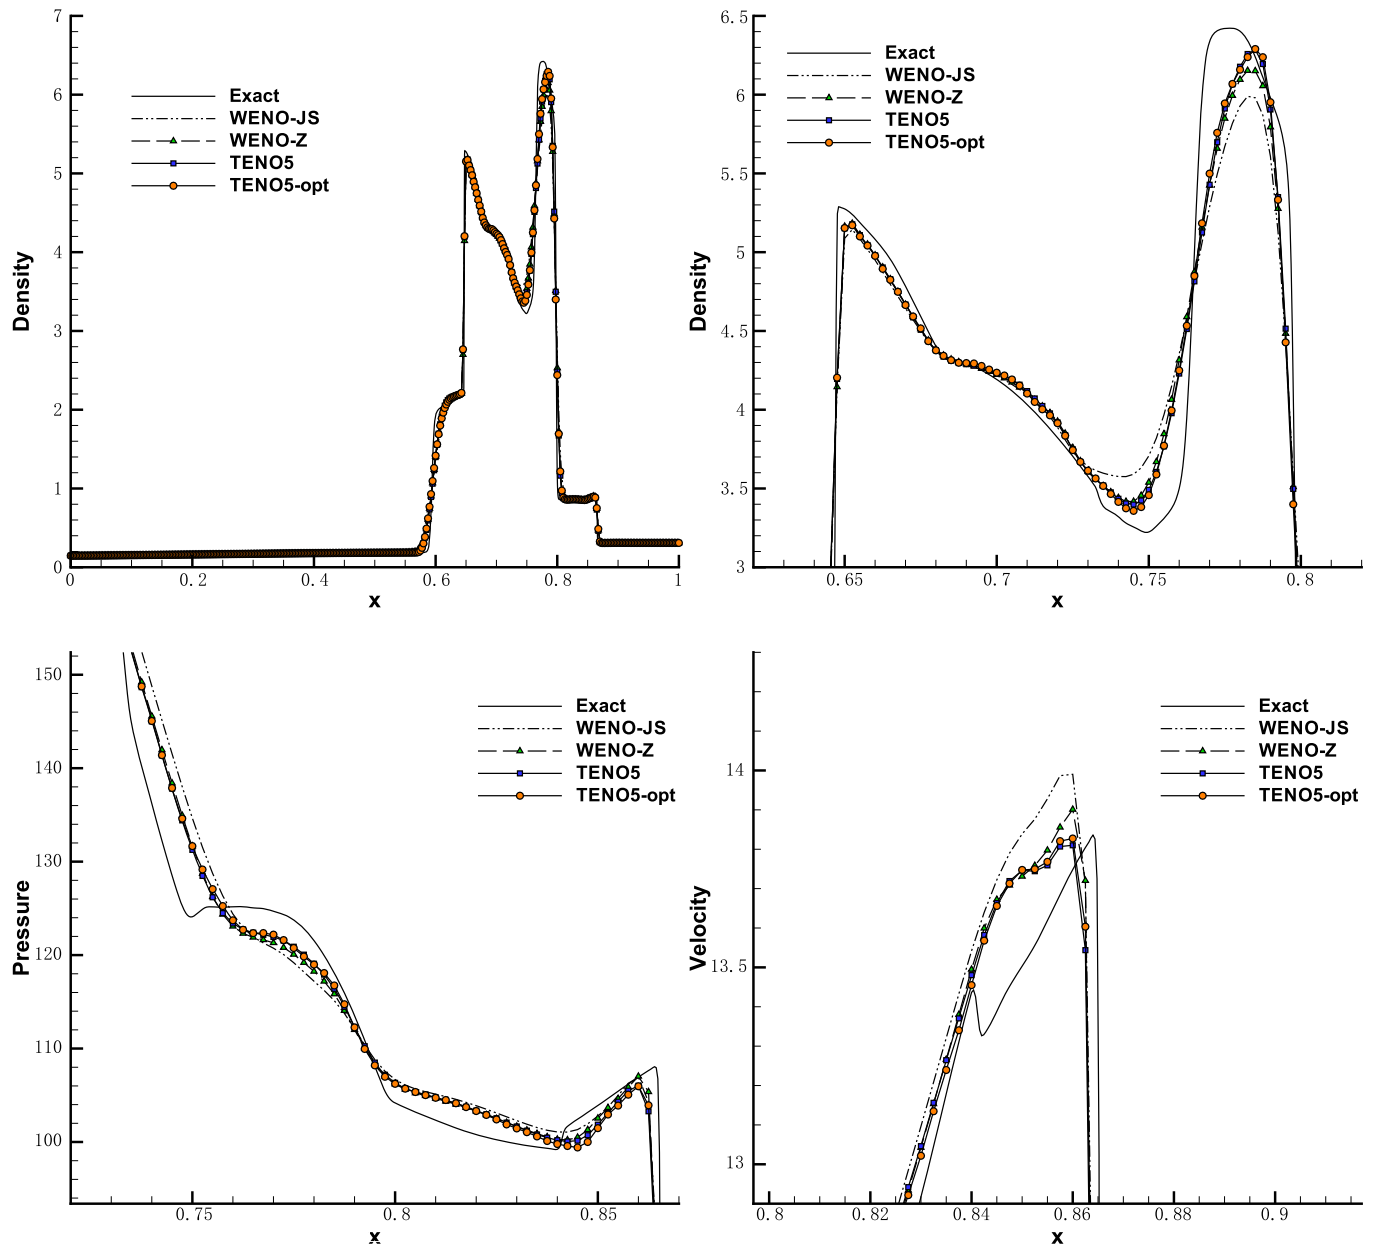 7
6
5
4
3
2
1
0
Density
0 0.2 0.4 0.6 0.8 1
x
Exact
WENO-JS
WENO-Z
TENO5
TENO5-opt
6.5
6
5.5
5
4.5
4
3.5
3
Density
0.65 0.7 0.75 0.8
x
Exact
WENO-JS
WENO-Z
TENO5
TENO5-opt
150
140
130
120
110
100
Pressure
0.75 0.8 0.85
x
Exact
WENO-JS
WENO-Z
TENO5
TENO5-opt
14
13.5
13
Velocity
0.8 0.82 0.84 0.86 0.88 0.9
x
Exact
WENO-JS
WENO-Z
TENO5
TENO5-opt